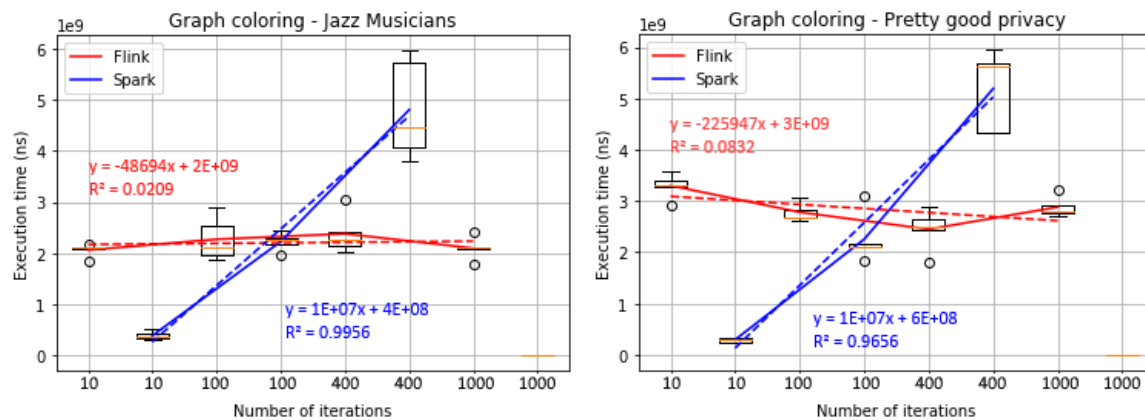 Graph coloring - Jazz Musicians
1e9
Flink
Spark
6
5
4
3
2
1
0
Execution time (ns)
y = -48694x + 2E+09
R² = 0.0209
y = 1E+07x + 4E+08
R² = 0.9956
10 10 100 100 400 400 1000 1000
Number of iterations
Graph coloring - Pretty good privacy
1e9
Flink
Spark
6
5
4
3
2
1
0
Execution time (ns)
y = -225947x + 3E+09
R² = 0.0832
y = 1E+07x + 6E+08
R² = 0.9656
10 10 100 100 400 400 1000 1000
Number of iterations